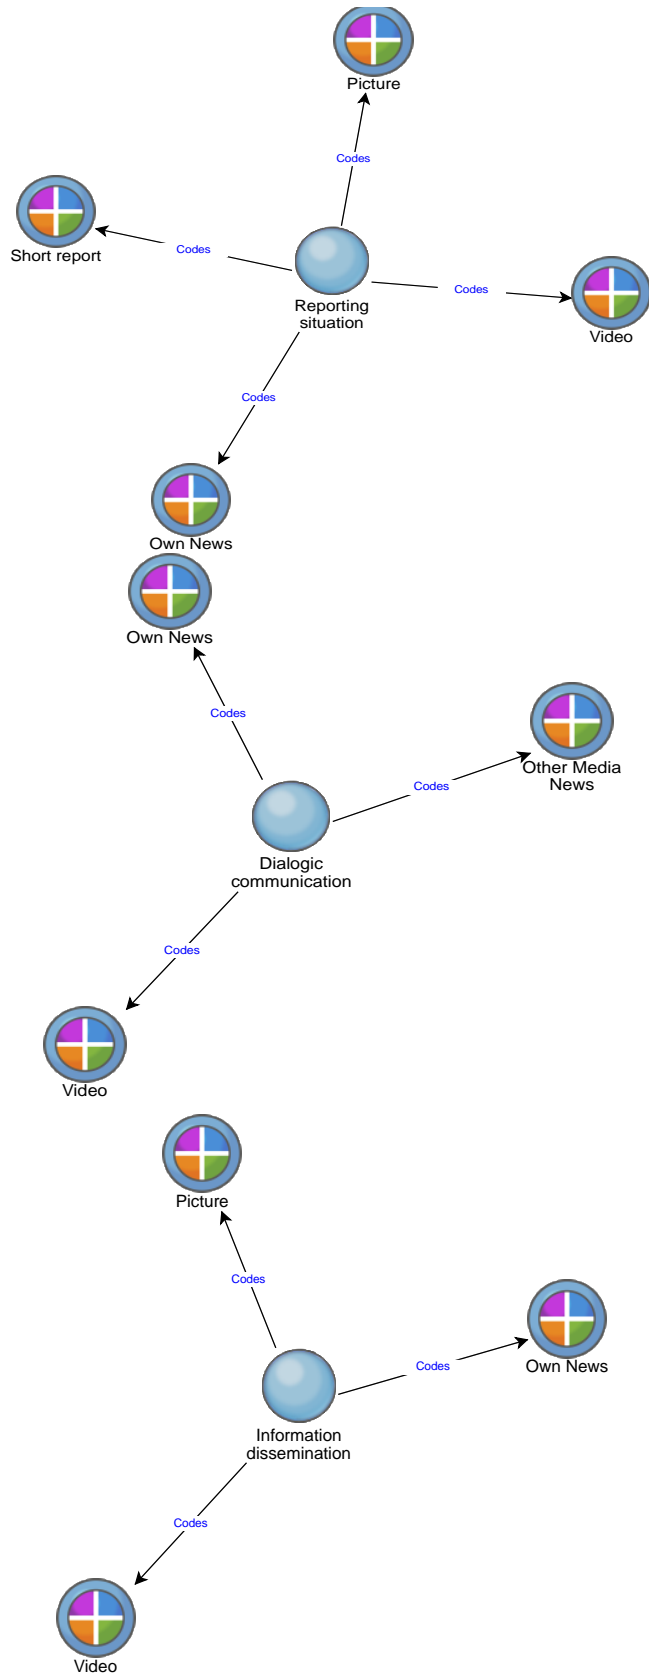 Picture
Codes
Short report
Codes
Reporting
situation
Codes
Video
Codes
Own News
Own News
Codes
Other Media
News
Codes
Dialogic
communication
Codes
Video
Picture
Codes
Own News
Codes
Information
dissemination
Codes
Video